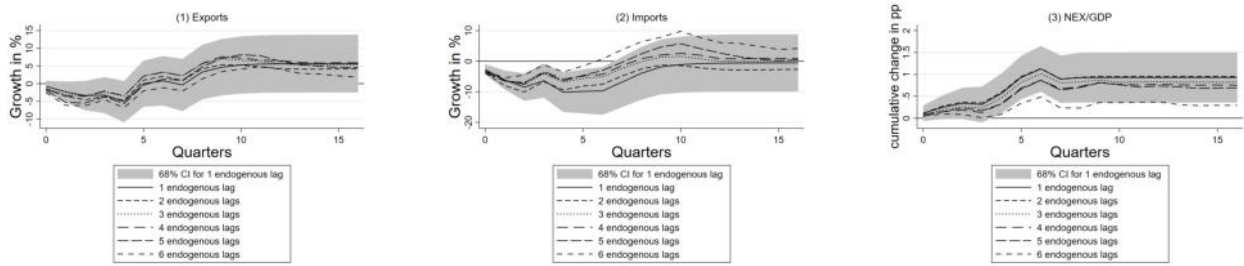 (1) Exports
Growth in %
15
10
5
0
-5
-10
0
5
10
15
Quarters
68% CI for 1 endogenous lag
1 endogenous lag
2 endogenous lags
3 endogenous lags
4 endogenous lags
5 endogenous lags
6 endogenous lags
(2) Imports
Growth in %
10
0
-10
-20
0
5
10
15
Quarters
68% CI for 1 endogenous lag
1 endogenous lag
2 endogenous lags
3 endogenous lags
4 endogenous lags
5 endogenous lags
6 endogenous lags
(3) NEX/GDP
cumulative change in pp
2
1.5
1
.5
0
0
5
10
15
Quarters
68% CI for 1 endogenous lag
1 endogenous lag
2 endogenous lags
3 endogenous lags
4 endogenous lags
5 endogenous lags
6 endogenous lags